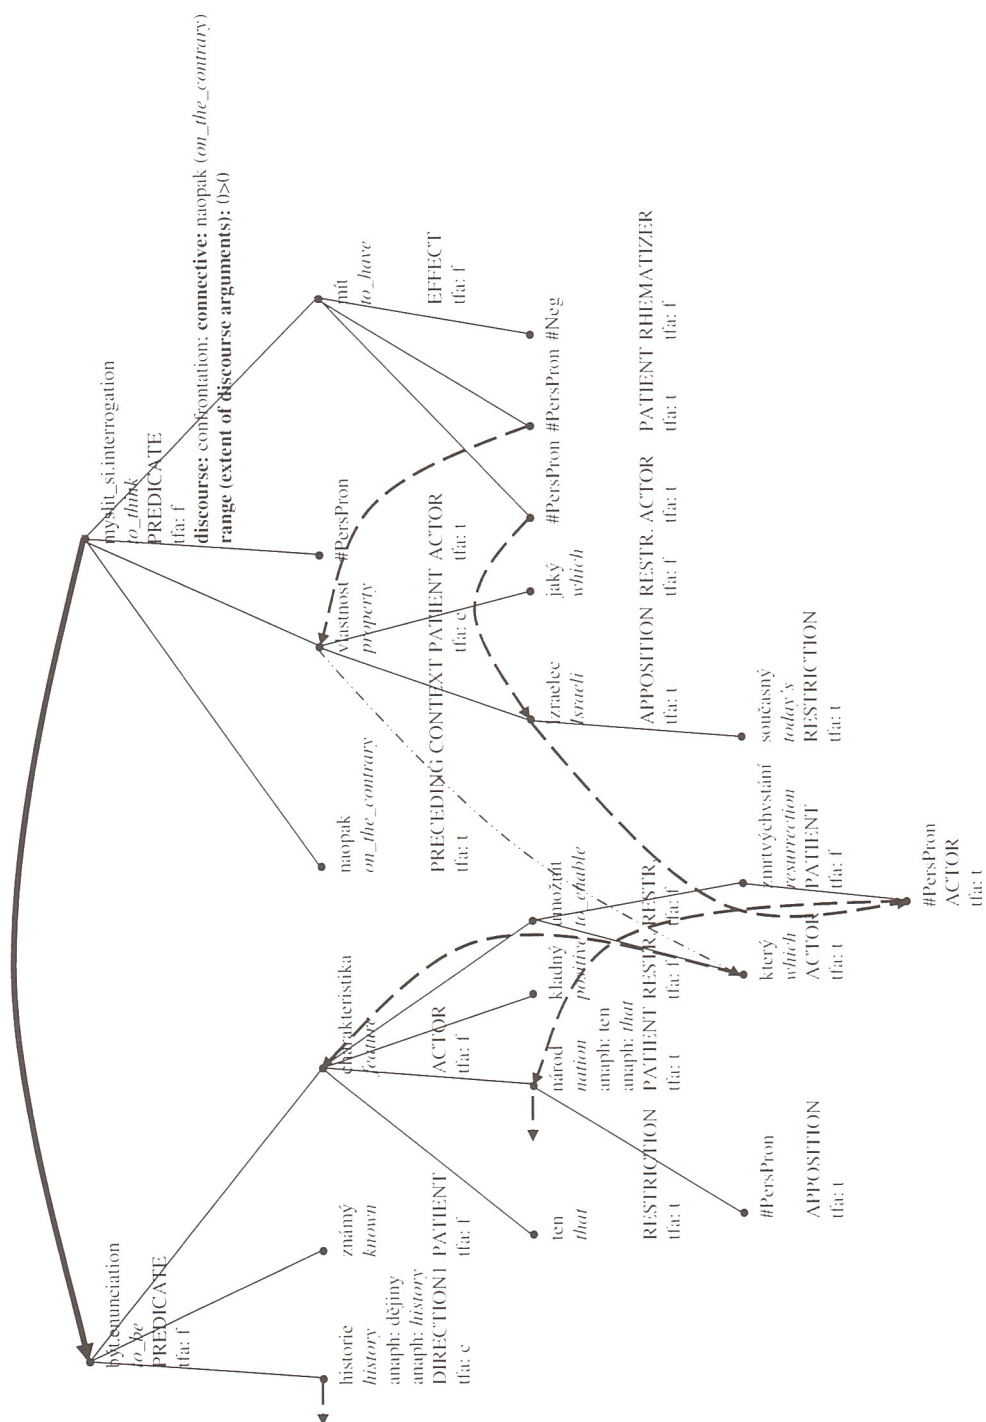 být.enunciation
to_be
PREDICATE
tfa: f
myslit_si.interrogation
to_think
PREDICATE
tfa: f
discourse: confrontation; connective: naopak (on_the_contrary)
range (extent of discourse arguments): 0>0
historie
history
anaph: dějiny
anaph: history
DIRECTION1
tfa: c
známý
known
PATIENT
tfa: f
charakteristika
feature
ACTOR
tfa: f
naopak
on_the_contrary
PRECEDING CONTEXT
tfa: t
vlastnost
property
PATIENT
tfa: c
#PersPron
ACTOR
tfa: t
mít
to_have
EFFECT
tfa: f
ten
that
RESTRICTION
tfa: t
národ
nation
anaph: ten
anaph: that
PATIENT
tfa: t
kladný
positive
RESTR.
tfa: f
umožnit
RESTR.
tfa: f
Izraelec
Israeli
APPOSITION
tfa: t
jaký
which
RESTR.
tfa: f
#PersPron
ACTOR
tfa: t
#PersPron
PATIENT
tfa: t
#Neg
RHEMATIZER
tfa: f
#PersPron
APPOSITION
tfa: t
který
which
ACTOR
tfa: t
zmrtvýchvstání
resurrection
PATIENT
tfa: f
současný
today's
RESTRICTION
tfa: t
#PersPron
ACTOR
tfa: t